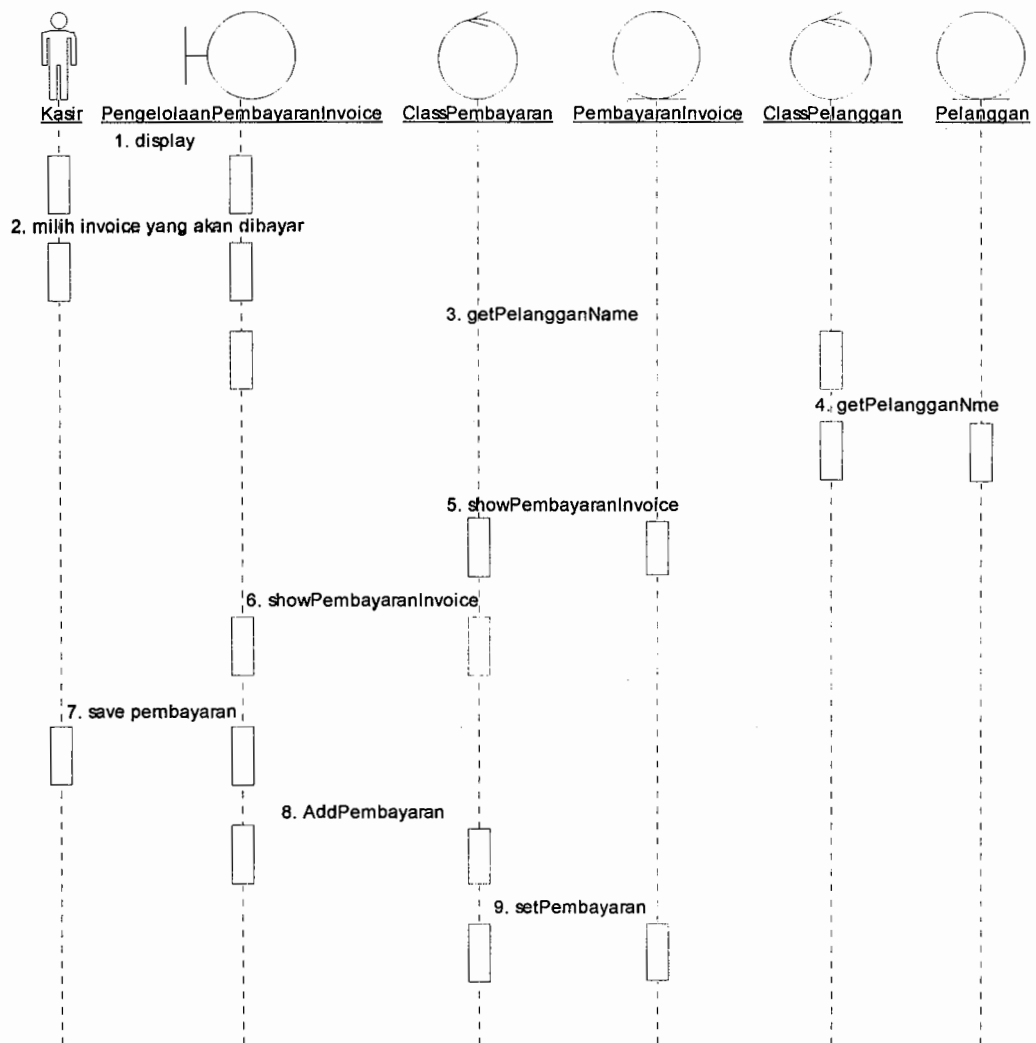 Kasir PengelolaanPembayaranInvoice ClassPembayaran PembayaranInvoice ClassPelanggan Pelanggan
1. display
2. milih invoice yang akan dibayar
3. getPelangganName
4. getPelangganNme
5. showPembayaranInvoice
6. showPembayaranInvoice
7. save pembayaran
8. AddPembayaran
9. setPembayaran